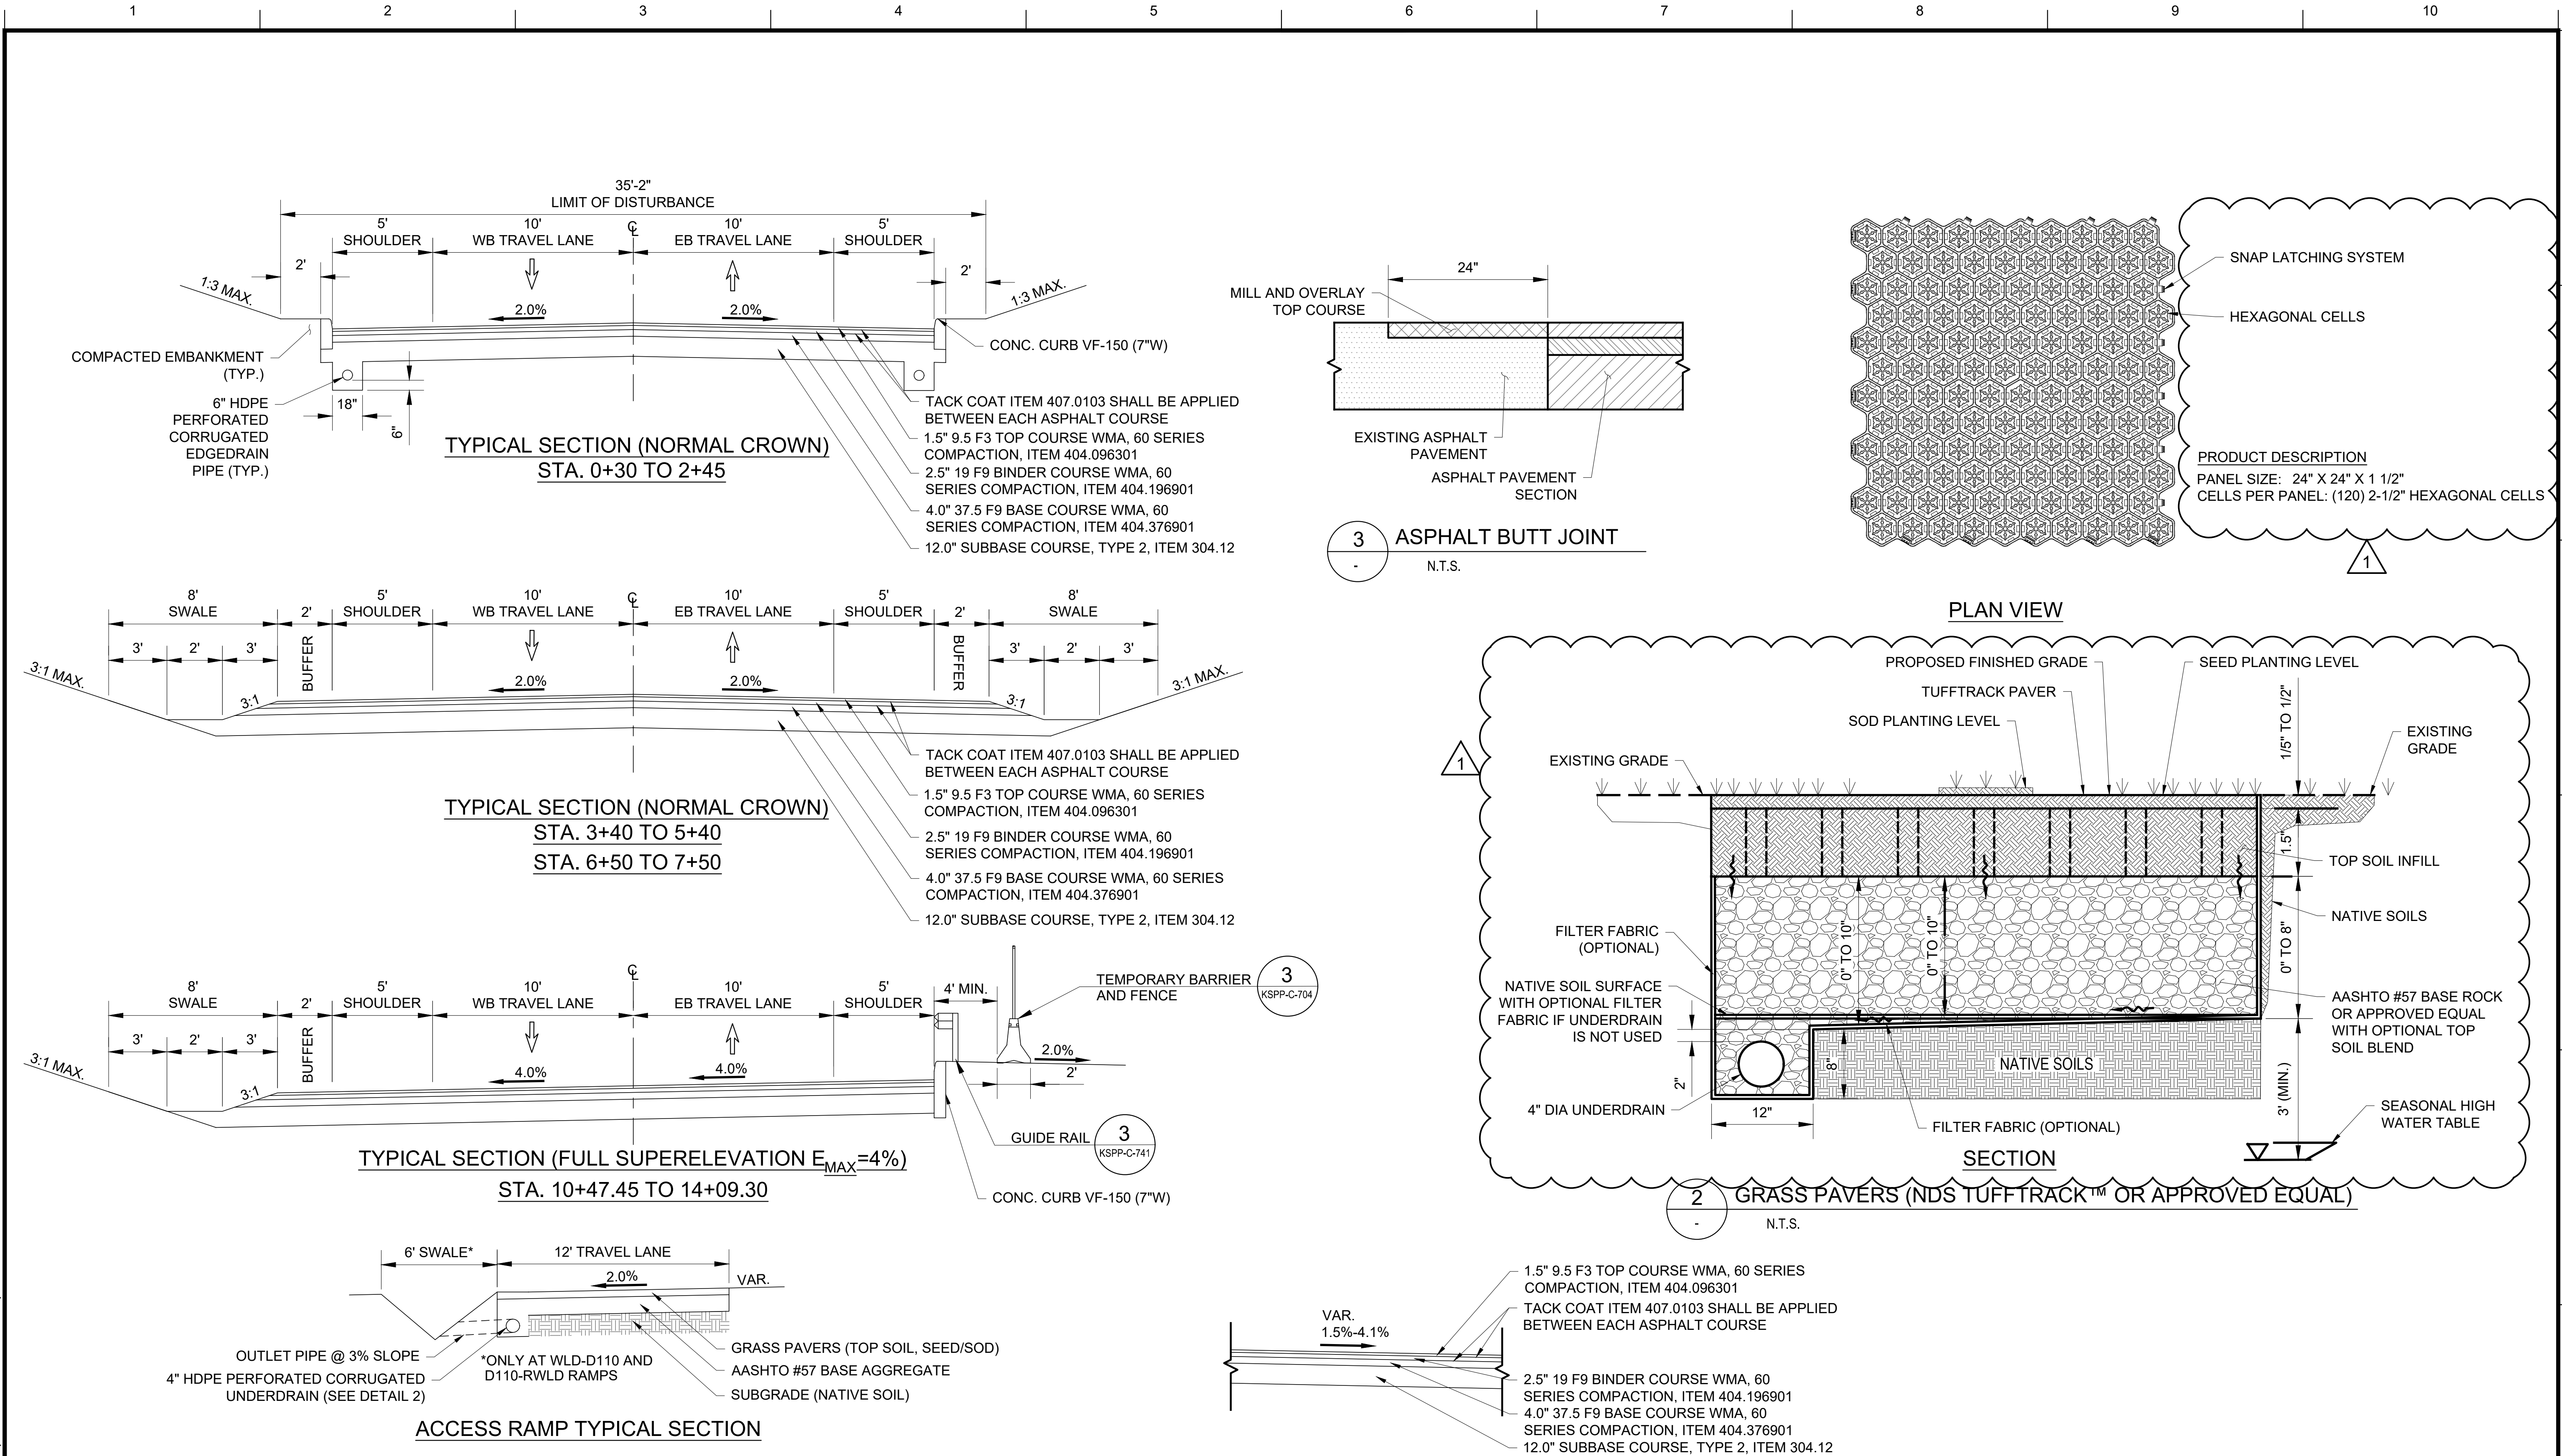 1 2 3 4 5 6 7 8 9 10
35'-2"
LIMIT OF DISTURBANCE
5' 10' ℄ 10' 5'
SHOULDER WB TRAVEL LANE EB TRAVEL LANE SHOULDER
2' 2'
1:3 MAX. 1:3 MAX.
2.0% 2.0%
COMPACTED EMBANKMENT
(TYP.)
6" HDPE
PERFORATED
CORRUGATED
EDGEDRAIN
PIPE (TYP.)
18"
6"
CONC. CURB VF-150 (7"W)
TACK COAT ITEM 407.0103 SHALL BE APPLIED
BETWEEN EACH ASPHALT COURSE
1.5" 9.5 F3 TOP COURSE WMA, 60 SERIES
COMPACTION, ITEM 404.096301
2.5" 19 F9 BINDER COURSE WMA, 60
SERIES COMPACTION, ITEM 404.196901
4.0" 37.5 F9 BASE COURSE WMA, 60
SERIES COMPACTION, ITEM 404.376901
12.0" SUBBASE COURSE, TYPE 2, ITEM 304.12
TYPICAL SECTION (NORMAL CROWN)
STA. 0+30 TO 2+45
24"
MILL AND OVERLAY
TOP COURSE
EXISTING ASPHALT
PAVEMENT
ASPHALT PAVEMENT
SECTION
3
-
ASPHALT BUTT JOINT
N.T.S.
SNAP LATCHING SYSTEM
HEXAGONAL CELLS
PRODUCT DESCRIPTION
PANEL SIZE: 24" X 24" X 1 1/2"
CELLS PER PANEL: (120) 2-1/2" HEXAGONAL CELLS
1
PLAN VIEW
8' 5' 10' ℄ 10' 5' 8'
SWALE 2' SHOULDER WB TRAVEL LANE EB TRAVEL LANE SHOULDER 2' SWALE
3' 2' 3' BUFFER BUFFER 3' 2' 3'
3:1 MAX. 3:1 MAX.
3:1 2.0% 2.0% 3:1
TACK COAT ITEM 407.0103 SHALL BE APPLIED
BETWEEN EACH ASPHALT COURSE
1.5" 9.5 F3 TOP COURSE WMA, 60 SERIES
COMPACTION, ITEM 404.096301
2.5" 19 F9 BINDER COURSE WMA, 60
SERIES COMPACTION, ITEM 404.196901
4.0" 37.5 F9 BASE COURSE WMA, 60 SERIES
COMPACTION, ITEM 404.376901
12.0" SUBBASE COURSE, TYPE 2, ITEM 304.12
TYPICAL SECTION (NORMAL CROWN)
STA. 3+40 TO 5+40
STA. 6+50 TO 7+50
8' 5' 10' ℄ 10' 5' 4' MIN.
SWALE 2' SHOULDER WB TRAVEL LANE EB TRAVEL LANE SHOULDER
3' 2' 3' BUFFER
3:1 MAX.
3:1 4.0% 4.0% 2.0%
2'
TEMPORARY BARRIER
AND FENCE
3
KSPP-C-704
GUIDE RAIL
3
KSPP-C-741
CONC. CURB VF-150 (7"W)
TYPICAL SECTION (FULL SUPERELEVATION EMAX=4%)
STA. 10+47.45 TO 14+09.30
1
PROPOSED FINISHED GRADE
SEED PLANTING LEVEL
TUFFTRACK PAVER
SOD PLANTING LEVEL
EXISTING GRADE
1/5" TO 1/2"
EXISTING
GRADE
1.5"
TOP SOIL INFILL
NATIVE SOILS
0" TO 8"
FILTER FABRIC
(OPTIONAL)
0" TO 10"
0" TO 10"
NATIVE SOIL SURFACE
WITH OPTIONAL FILTER
FABRIC IF UNDERDRAIN
IS NOT USED
AASHTO #57 BASE ROCK
OR APPROVED EQUAL
WITH OPTIONAL TOP
SOIL BLEND
NATIVE SOILS
2"
8"
3' (MIN.)
4" DIA UNDERDRAIN
12"
FILTER FABRIC (OPTIONAL)
SEASONAL HIGH
WATER TABLE
SECTION
2
-
GRASS PAVERS (NDS TUFFTRACK™ OR APPROVED EQUAL)
N.T.S.
6' SWALE* 12' TRAVEL LANE
2.0% VAR.
OUTLET PIPE @ 3% SLOPE
4" HDPE PERFORATED CORRUGATED
UNDERDRAIN (SEE DETAIL 2)
*ONLY AT WLD-D110 AND
D110-RWLD RAMPS
GRASS PAVERS (TOP SOIL, SEED/SOD)
AASHTO #57 BASE AGGREGATE
SUBGRADE (NATIVE SOIL)
ACCESS RAMP TYPICAL SECTION
VAR.
1.5%-4.1%
1.5" 9.5 F3 TOP COURSE WMA, 60 SERIES
COMPACTION, ITEM 404.096301
TACK COAT ITEM 407.0103 SHALL BE APPLIED
BETWEEN EACH ASPHALT COURSE
2.5" 19 F9 BINDER COURSE WMA, 60
SERIES COMPACTION, ITEM 404.196901
4.0" 37.5 F9 BASE COURSE WMA, 60
SERIES COMPACTION, ITEM 404.376901
12.0" SUBBASE COURSE, TYPE 2, ITEM 304.12